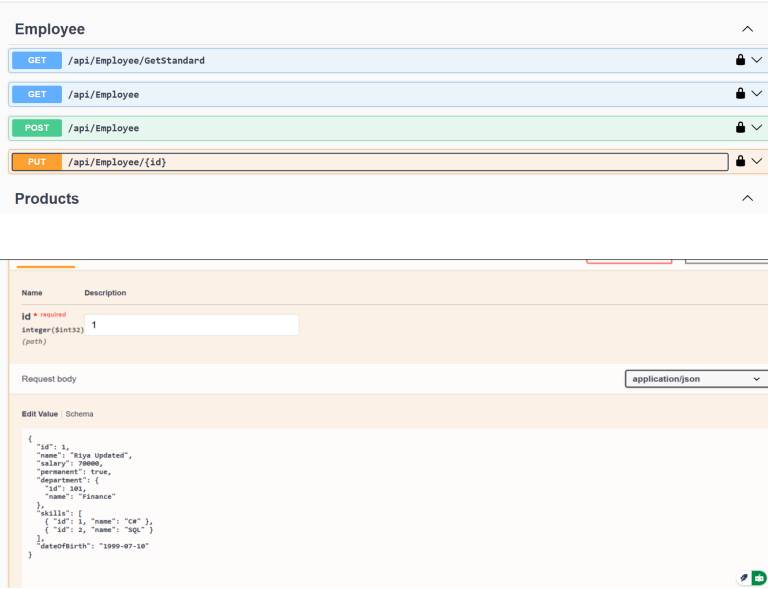 Employee
GET /api/Employee/GetStandard
GET /api/Employee
POST /api/Employee
PUT /api/Employee/{id}
Products
Name Description
id * required
integer($int32)
(path)
1
Request body
application/json
Edit Value | Schema
{
  "id": 1,
  "name": "Riya Updated",
  "salary": 70000,
  "permanent": true,
  "department": {
    "id": 101,
    "name": "Finance"
  },
  "skills": [
    { "id": 1, "name": "C#" },
    { "id": 2, "name": "SQL" }
  ],
  "dateOfBirth": "1999-07-10"
}